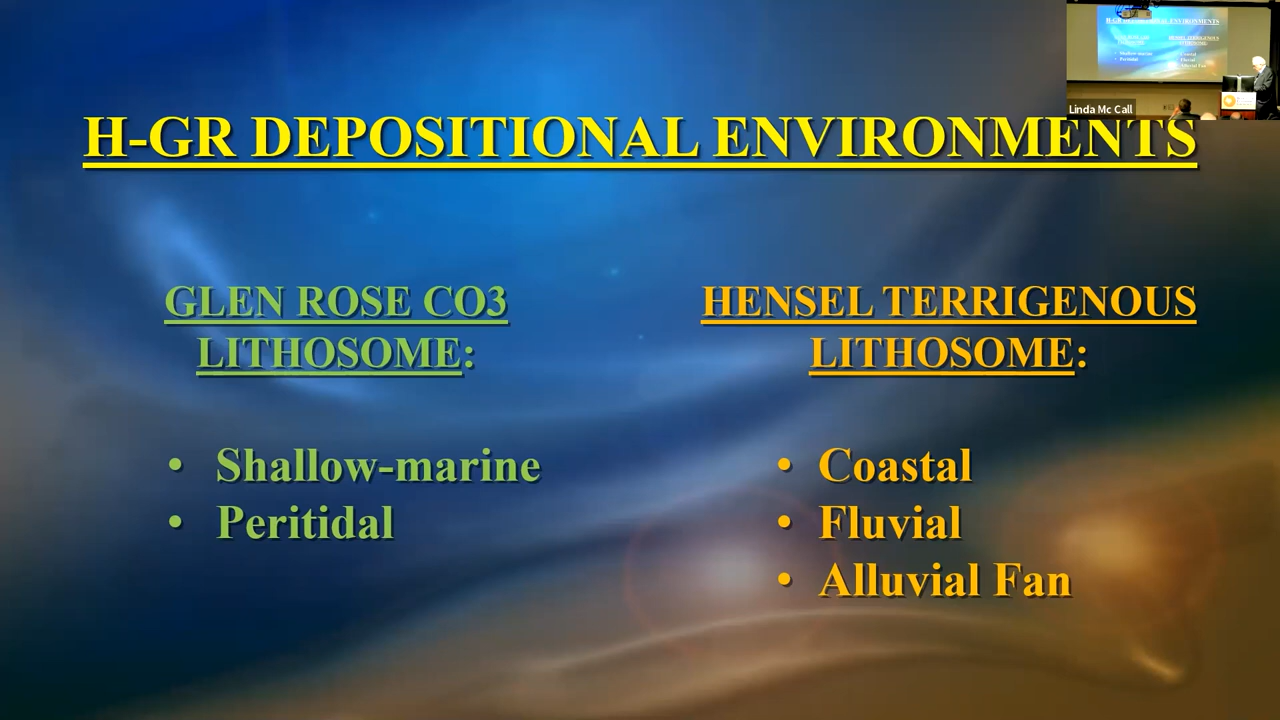 H-GR DEPOSITIONAL ENVIRONMENTS
Linda Mc Call
GLEN ROSE CO3
LITHOSOME:
• Shallow-marine
• Peritidal
HENSEL TERRIGENOUS
LITHOSOME:
• Coastal
• Fluvial
• Alluvial Fan